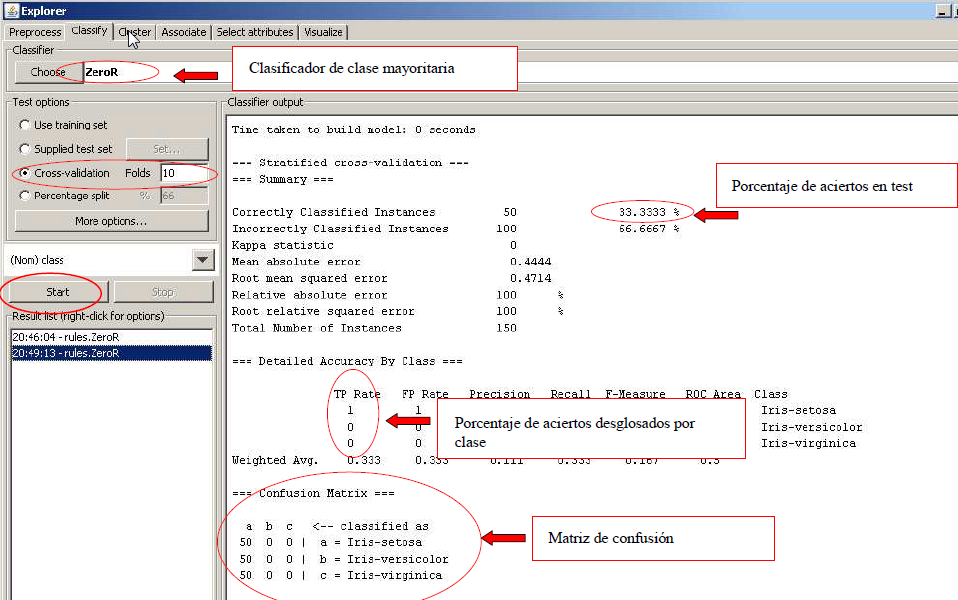 Explorer
Preprocess Classify Cluster Associate Select attributes Visualize
Classifier
Choose ZeroR
Clasificador de clase mayoritaria
Test options
Use training set
Supplied test set Set...
Cross-validation Folds 10
Percentage split % 66
More options...
(Nom) class
Start Stop
Result list (right-click for options)
20:46:04 - rules.ZeroR
20:49:13 - rules.ZeroR
Classifier output
Time taken to build model: 0 seconds
--- Stratified cross-validation ---
=== Summary ===
Correctly Classified Instances 50 33.3333 %
Incorrectly Classified Instances 100 66.6667 %
Kappa statistic 0
Mean absolute error 0.4444
Root mean squared error 0.4714
Relative absolute error 100 %
Root relative squared error 100 %
Total Number of Instances 150
Porcentaje de aciertos en test
=== Detailed Accuracy By Class ===
TP Rate FP Rate Precision Recall F-Measure ROC Area Class
1 1 Iris-setosa
0 0 Iris-versicolor
0 0 Iris-virginica
Weighted Avg. 0.333 0.333 0.111 0.333 0.167 0.5
Porcentaje de aciertos desglosados por
clase
=== Confusion Matrix ===
a b c <-- classified as
50 0 0 | a = Iris-setosa
50 0 0 | b = Iris-versicolor
50 0 0 | c = Iris-virginica
Matriz de confusión